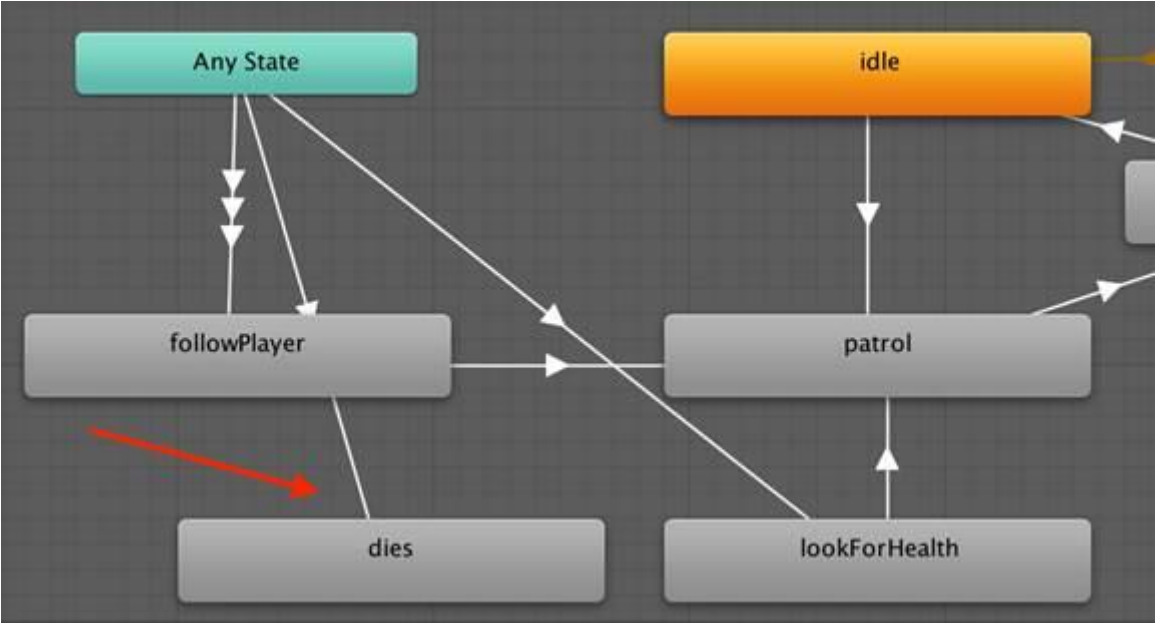 Any State
idle
followPlayer
patrol
dies
lookForHealth